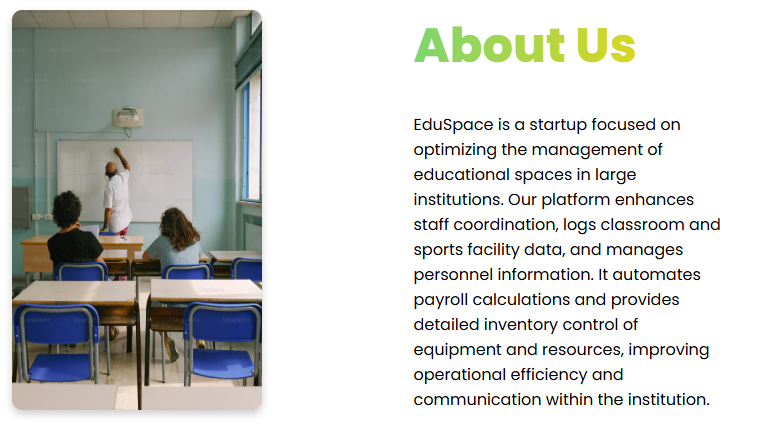 About Us
EduSpace is a startup focused on
optimizing the management of
educational spaces in large
institutions. Our platform enhances
staff coordination, logs classroom and
sports facility data, and manages
personnel information. It automates
payroll calculations and provides
detailed inventory control of
equipment and resources, improving
operational efficiency and
communication within the institution.